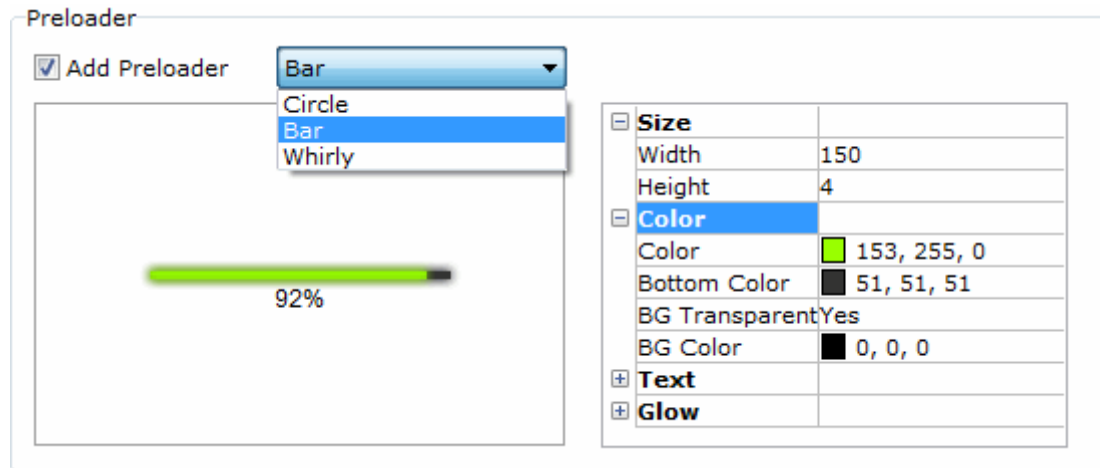 Preloader
Add Preloader
Bar
Circle
Bar
Whirly
92%
Size
Width 150
Height 4
Color
Color 153, 255, 0
Bottom Color 51, 51, 51
BG Transparent Yes
BG Color 0, 0, 0
Text
Glow